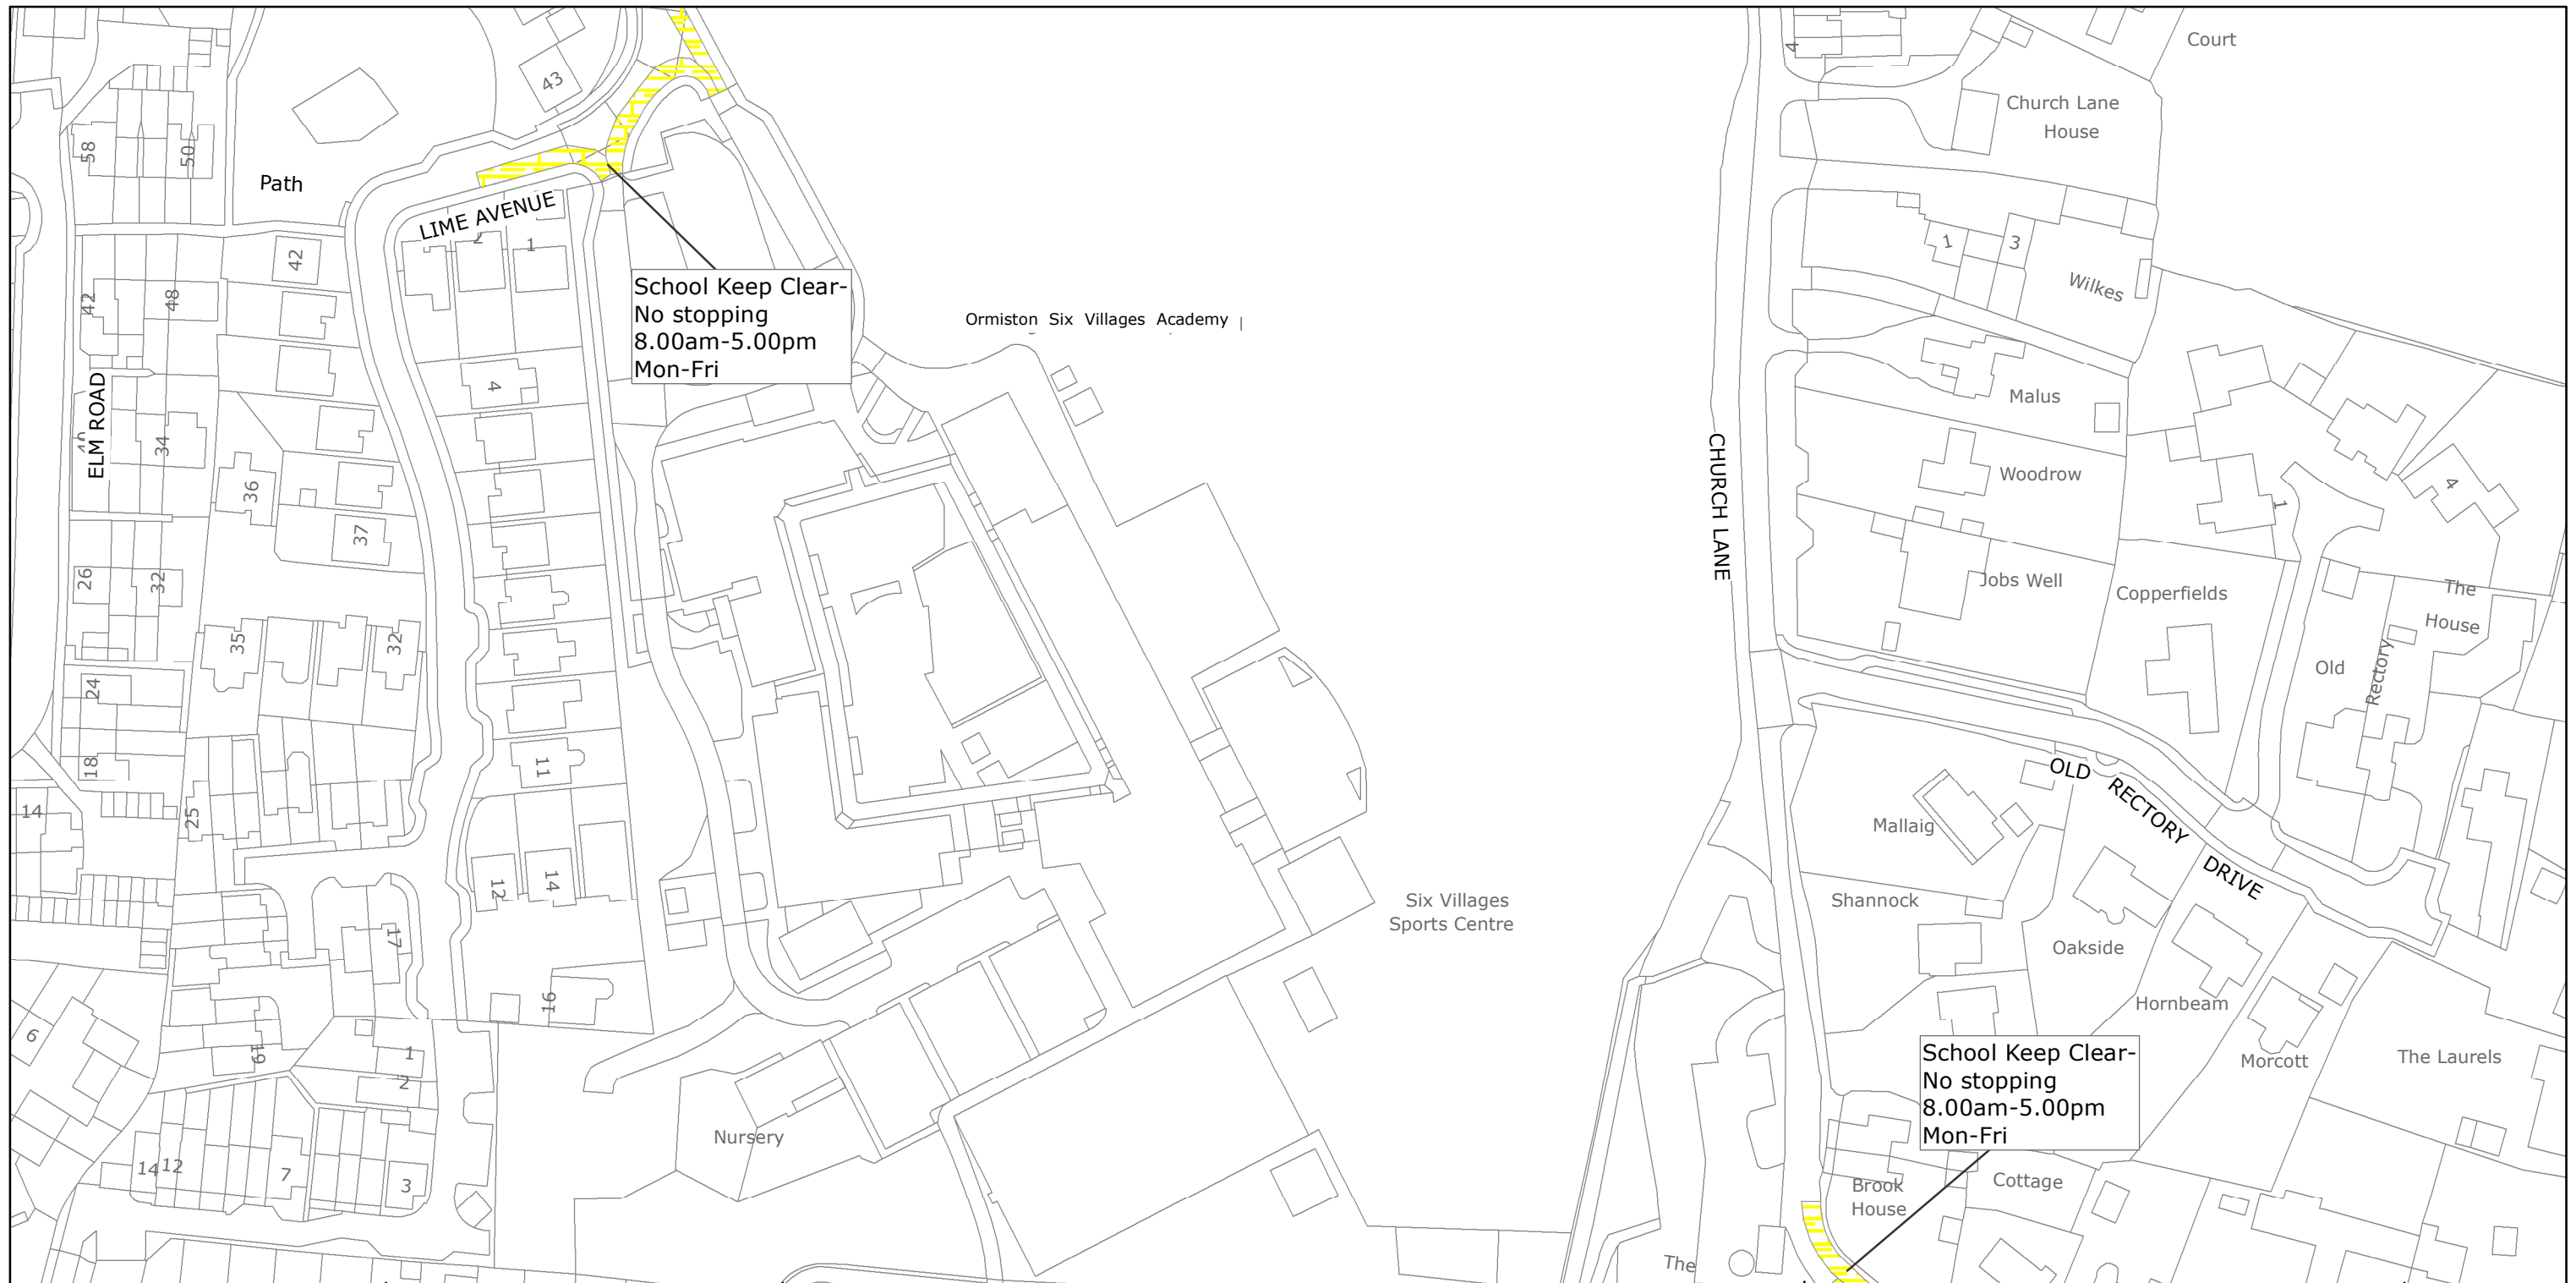 Court
4
43
Church Lane
House
58
50
Path
LIME AVENUE
2
1
1
3
42
Wilkes
School Keep Clear-
No stopping
8.00am-5.00pm
Mon-Fri
42
48
Ormiston Six Villages Academy
4
Malus
ELM ROAD
34
36
37
CHURCH LANE
Woodrow
4
1
26
32
Jobs Well
Copperfields
The
House
35
32
Old
Rectory
24
18
11
OLD RECTORY DRIVE
14
25
Mallaig
12
14
Six Villages
Sports Centre
Shannock
17
Oakside
16
Hornbeam
6
19
1
2
School Keep Clear-
No stopping
8.00am-5.00pm
Mon-Fri
Morcott
The Laurels
Nursery
14
12
7
3
Brook
House
Cottage
The